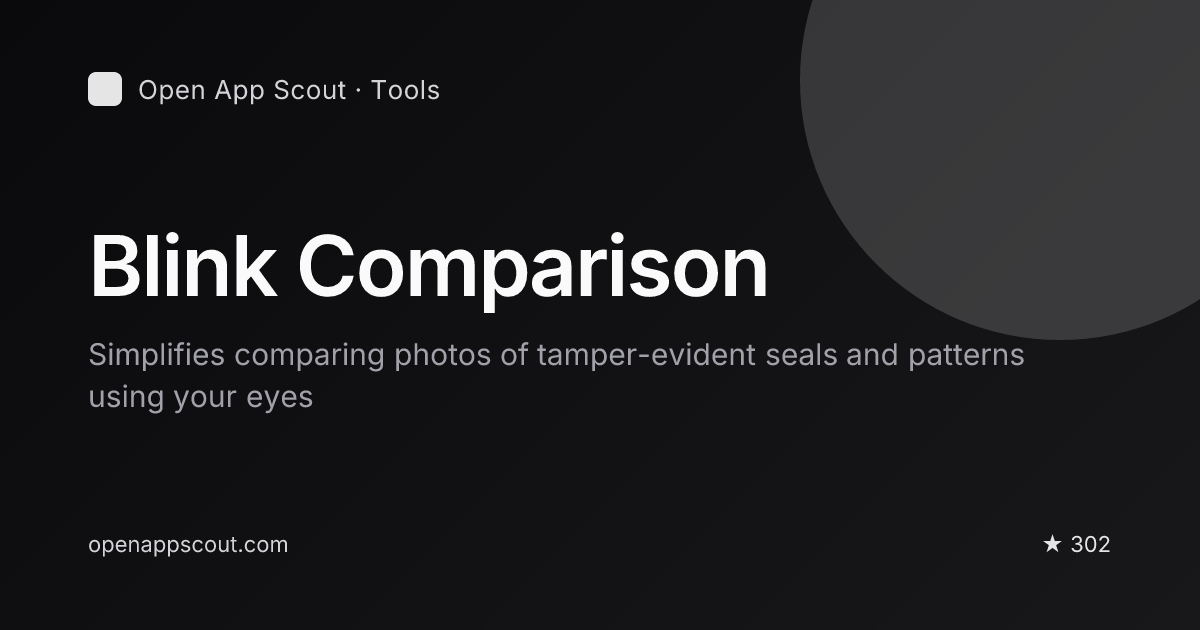 Open App Scout · Tools
Blink Comparison
Simplifies comparing photos of tamper-evident seals and patterns
using your eyes
openappscout.com
★ 302